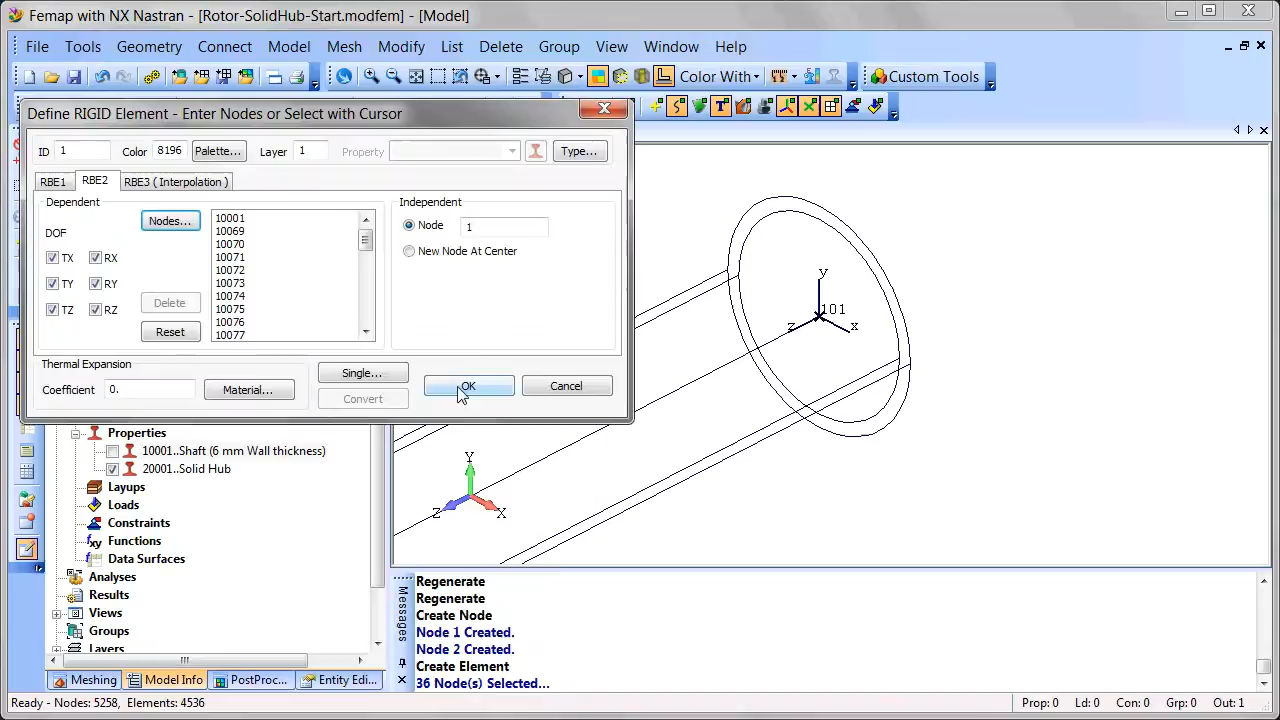 Femap with NX Nastran - [Rotor-SolidHub-Start.modfem] - [Model]
File Tools Geometry Connect Model Mesh Modify List Delete Group View Window Help
Color With
Custom Tools
Define RIGID Element - Enter Nodes or Select with Cursor
ID 1 Color 8196 Palette... Layer 1 Property Type...
RBE1 RBE2 RBE3 ( Interpolation )
Dependent
Independent
DOF
Nodes...
10001
10069
10070
10071
10072
10073
10074
10075
10076
10077
Node 1
New Node At Center
TX RX
TY RY
TZ RZ
Delete
Reset
Thermal Expansion
Coefficient 0. Material...
Single...
Convert
OK
Cancel
y
101
z
x
Properties
10001..Shaft (6 mm Wall thickness)
20001..Solid Hub
Layups
Loads
Constraints
Functions
Data Surfaces
Analyses
Results
Views
Groups
Layers
Y
Z
X
Messages
Regenerate
Regenerate
Create Node
Node 1 Created.
Node 2 Created.
Create Element
36 Node(s) Selected...
Meshing Model Info PostProc... Entity Edi...
Ready - Nodes: 5258, Elements: 4536
Prop: 0 Ld: 0 Con: 0 Grp: 0 Out: 1